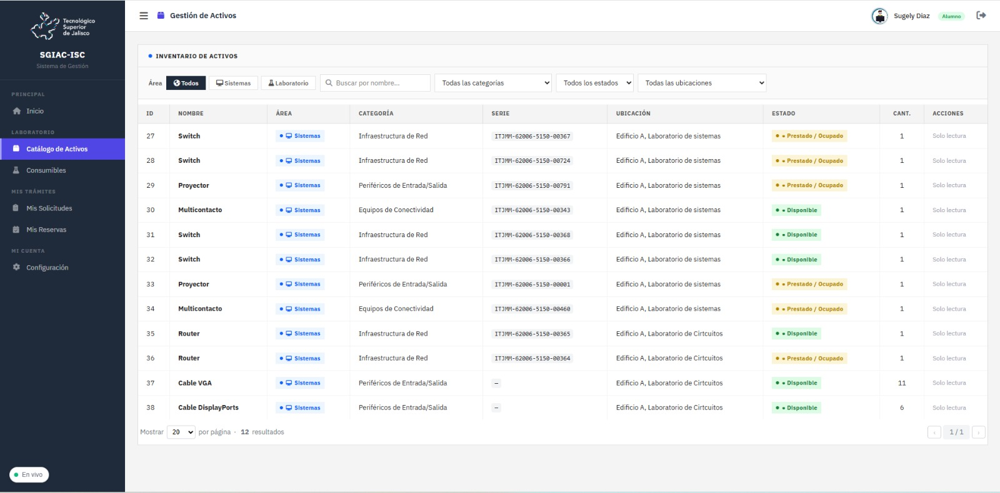 Tecnológico
Superior
de Jalisco
SGIAC-ISC
Sistema de Gestión
PRINCIPAL
Inicio
LABORATORIO
Catálogo de Activos
Consumibles
MIS TRÁMITES
Mis Solicitudes
Mis Reservas
MI CUENTA
Configuración
En vivo
Gestión de Activos
Sugely Diaz Alumno
INVENTARIO DE ACTIVOS
Área Todos Sistemas Laboratorio Buscar por nombre... Todas las categorías Todos los estados Todas las ubicaciones
ID NOMBRE ÁREA CATEGORÍA SERIE UBICACIÓN ESTADO CANT. ACCIONES
27 Switch Sistemas Infraestructura de Red ITJMM-62006-5150-00367 Edificio A, Laboratorio de sistemas Prestado / Ocupado 1 Solo lectura
28 Switch Sistemas Infraestructura de Red ITJMM-62006-5150-00724 Edificio A, Laboratorio de sistemas Prestado / Ocupado 1 Solo lectura
29 Proyector Sistemas Periféricos de Entrada/Salida ITJMM-62006-5150-00791 Edificio A, Laboratorio de sistemas Prestado / Ocupado 1 Solo lectura
30 Multicontacto Sistemas Equipos de Conectividad ITJMM-62006-5150-00343 Edificio A, Laboratorio de sistemas Disponible 1 Solo lectura
31 Switch Sistemas Infraestructura de Red ITJMM-62006-5150-00368 Edificio A, Laboratorio de sistemas Disponible 1 Solo lectura
32 Switch Sistemas Infraestructura de Red ITJMM-62006-5150-00366 Edificio A, Laboratorio de sistemas Disponible 1 Solo lectura
33 Proyector Sistemas Periféricos de Entrada/Salida ITJMM-62006-5150-00001 Edificio A, Laboratorio de sistemas Prestado / Ocupado 1 Solo lectura
34 Multicontacto Sistemas Equipos de Conectividad ITJMM-62006-5150-00460 Edificio A, Laboratorio de sistemas Prestado / Ocupado 1 Solo lectura
35 Router Sistemas Infraestructura de Red ITJMM-62006-5150-00365 Edificio A, Laboratorio de Cirtcuitos Disponible 1 Solo lectura
36 Router Sistemas Infraestructura de Red ITJMM-62006-5150-00364 Edificio A, Laboratorio de Cirtcuitos Prestado / Ocupado 1 Solo lectura
37 Cable VGA Sistemas Periféricos de Entrada/Salida — Edificio A, Laboratorio de Cirtcuitos Disponible 11 Solo lectura
38 Cable DisplayPorts Sistemas Periféricos de Entrada/Salida — Edificio A, Laboratorio de Cirtcuitos Disponible 6 Solo lectura
Mostrar 20 por página · 12 resultados ‹ 1 / 1 ›